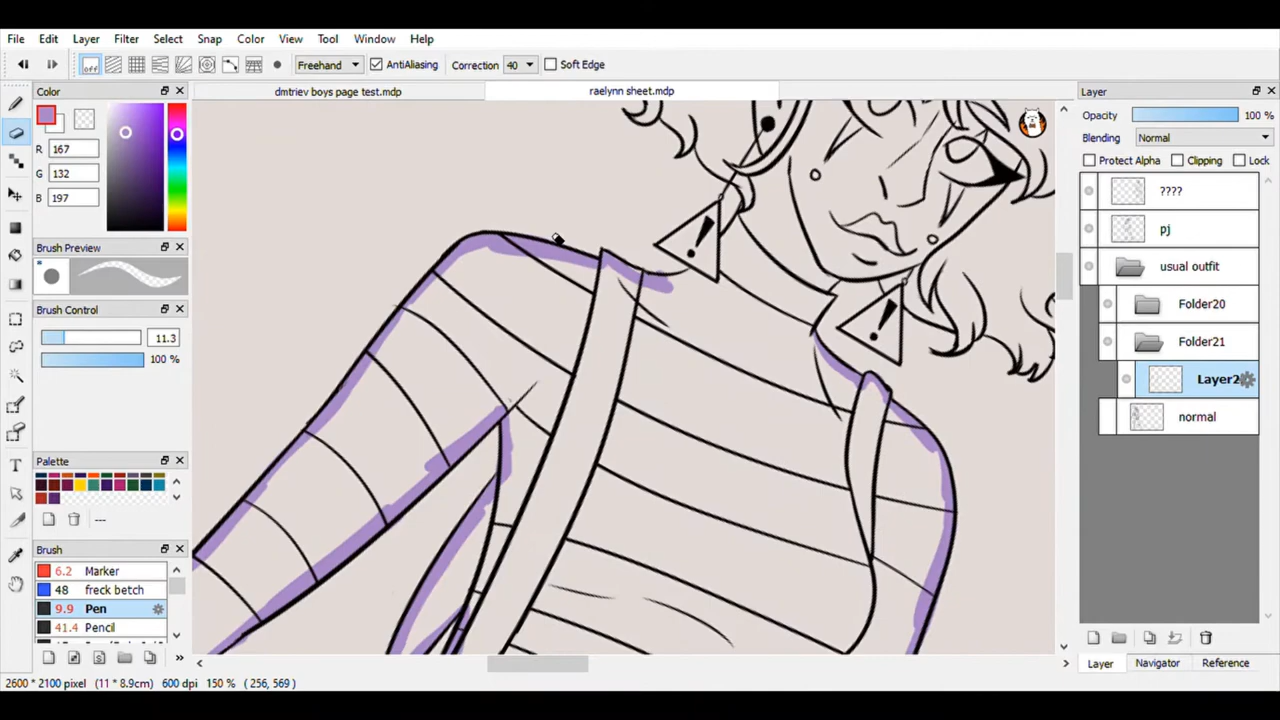 File Edit Layer Filter Select Snap Color View Tool Window Help
off Freehand AntiAliasing Correction 40 Soft Edge
Color
dmtriev boys page test.mdp raelynn sheet.mdp
Layer
R 167
G 132
B 197
Opacity 100 %
Blending Normal
Protect Alpha Clipping Lock
????
pj
usual outfit
Folder20
Folder21
Layer2
normal
Brush Preview
Brush Control
11.3
100 %
Palette
---
Brush
6.2 Marker
48 freck betch
9.9 Pen
41.4 Pencil
!
!
T
Layer Navigator Reference
2600 * 2100 pixel (11 * 8.9cm) 600 dpi 150 % ( 256, 569 )